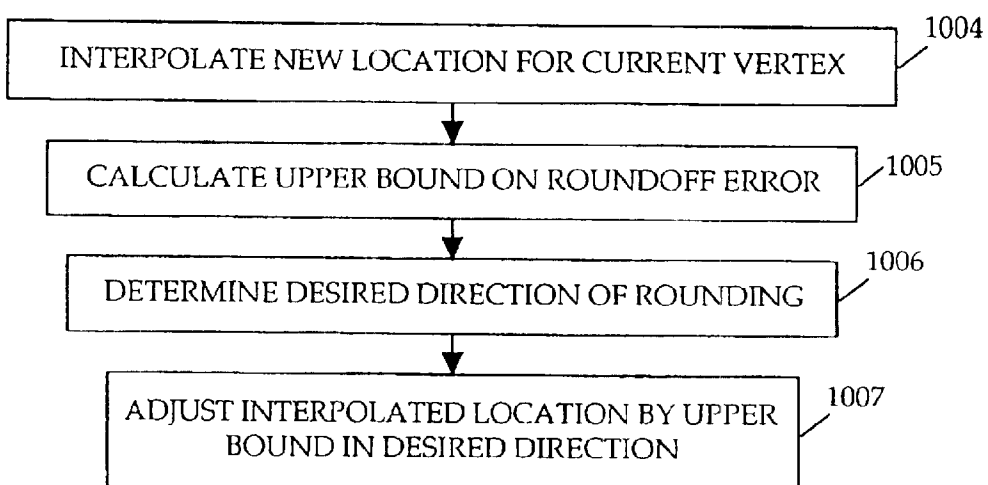 1004
INTERPOLATE NEW LOCATION FOR CURRENT VERTEX
CALCULATE UPPER BOUND ON ROUNDOFF ERROR
1005
1006
DETERMINE DESIRED DIRECTION OF ROUNDING
1007
ADJUST INTERPOLATED LOCATION BY UPPER
BOUND IN DESIRED DIRECTION